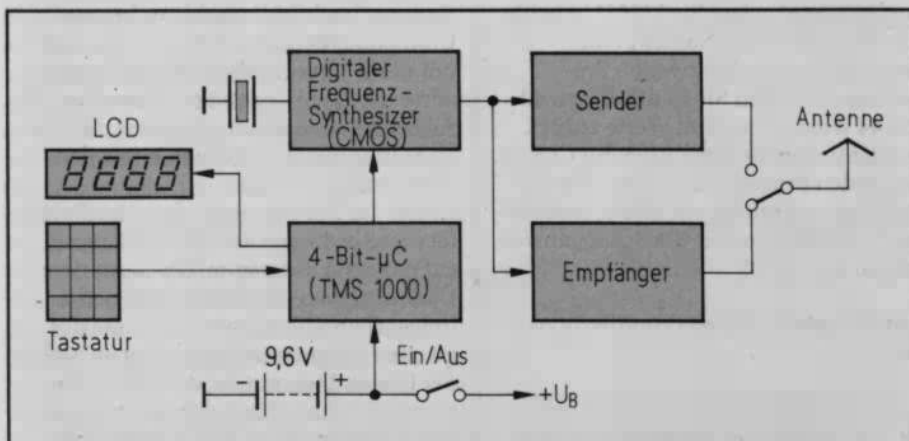 Digitaler
Frequenz-
Synthesizer
(CMOS)
Sender
Antenne
LCD
8888
4-Bit-µC
(TMS 1000)
Empfänger
Tastatur
9,6V
Ein/Aus
-
+
+UB